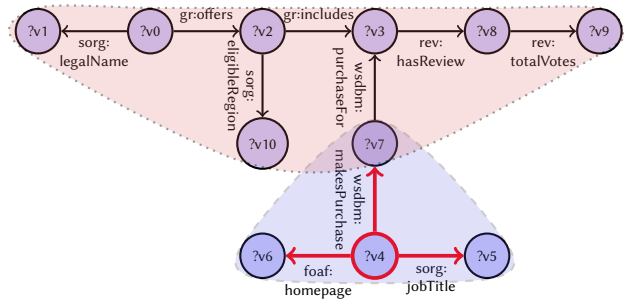 gr:offers
gr:includes
?v1
?v0
?v2
?v3
?v8
?v9
sorg:
legalName
rev:
hasReview
rev:
totalVotes
sorg:
eligibleRegion
wsdbm:
purchaseFor
?v10
?v7
wsdbm:
makesPurchase
?v6
?v4
?v5
foaf:
homepage
sorg:
jobTitle